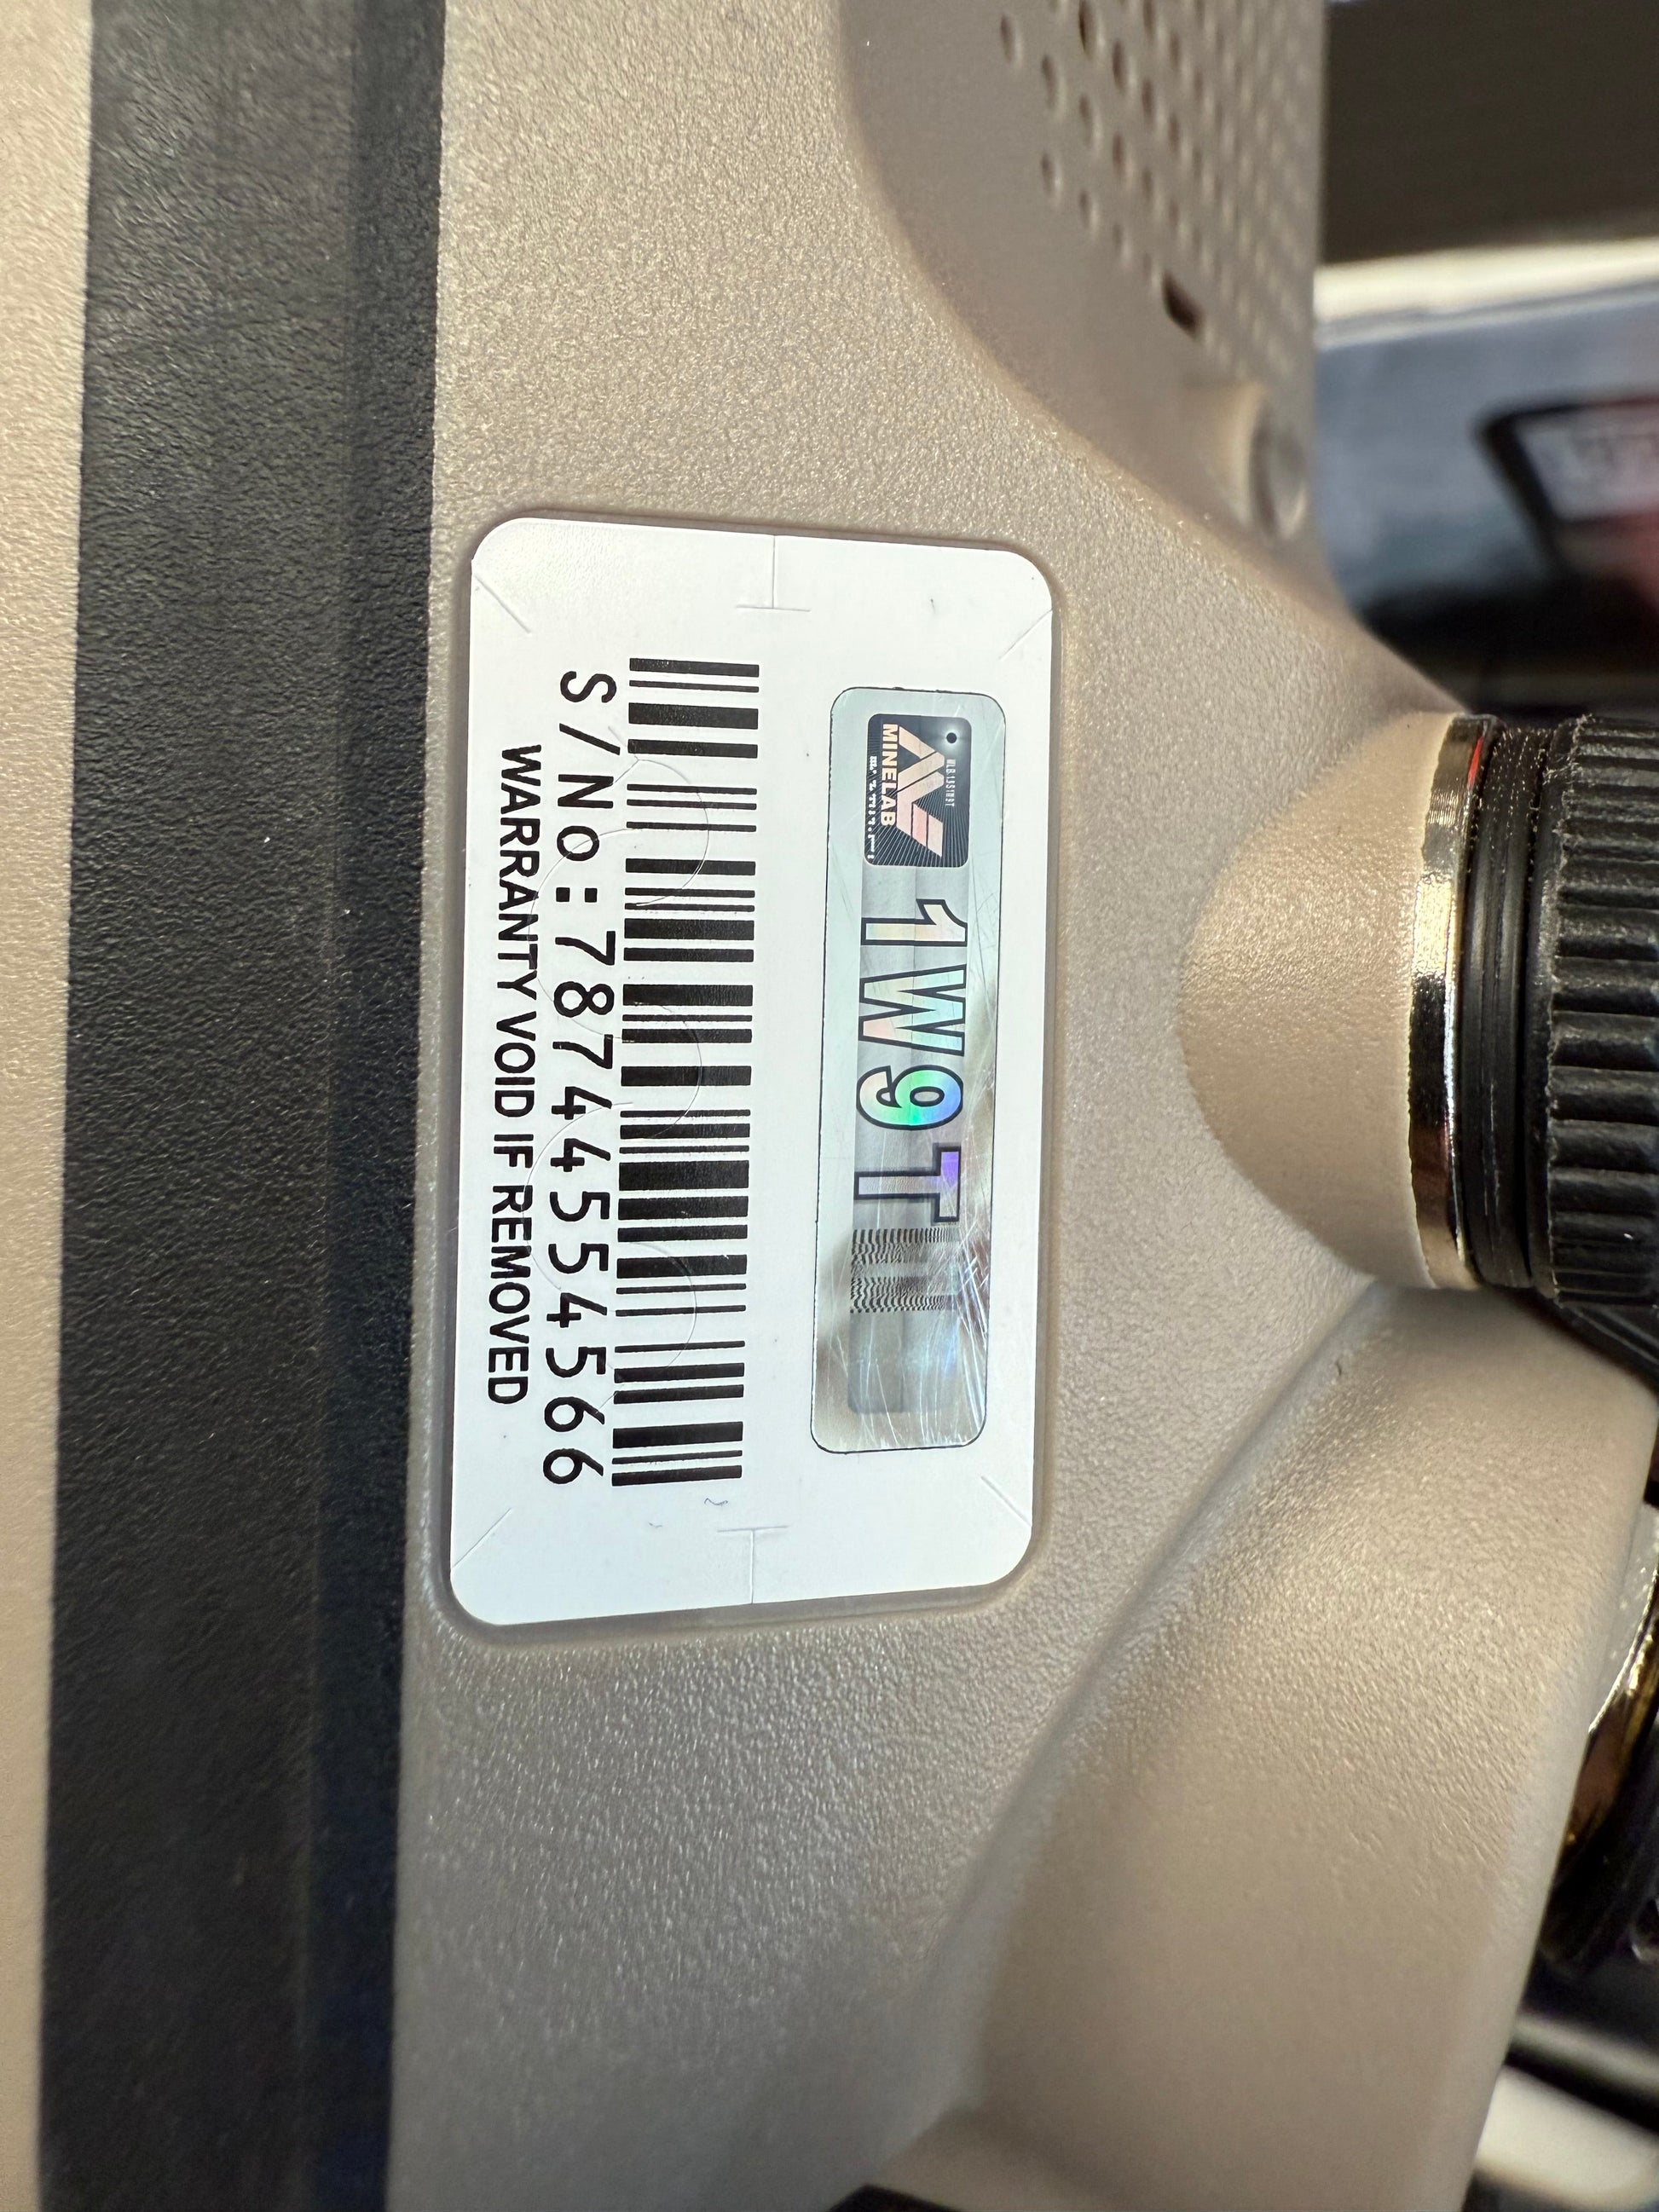 MINELAB
1W9T
S/No:78744554566
WARRANTY VOID IF REMOVED